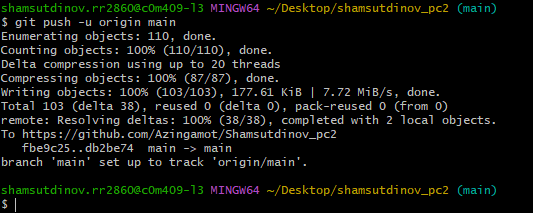 shamsutdinov.rr2860@c0m409-l3 MINGW64 ~/Desktop/shamsutdinov_pc2 (main)
$ git push -u origin main
Enumerating objects: 110, done.
Counting objects: 100% (110/110), done.
Delta compression using up to 20 threads
Compressing objects: 100% (87/87), done.
Writing objects: 100% (103/103), 177.61 KiB | 7.72 MiB/s, done.
Total 103 (delta 38), reused 0 (delta 0), pack-reused 0 (from 0)
remote: Resolving deltas: 100% (38/38), completed with 2 local objects.
To https://github.com/Azingamot/Shamsutdinov_pc2
   fbe9c25..db2be74  main -> main
branch 'main' set up to track 'origin/main'.
shamsutdinov.rr2860@c0m409-l3 MINGW64 ~/Desktop/shamsutdinov_pc2 (main)
$